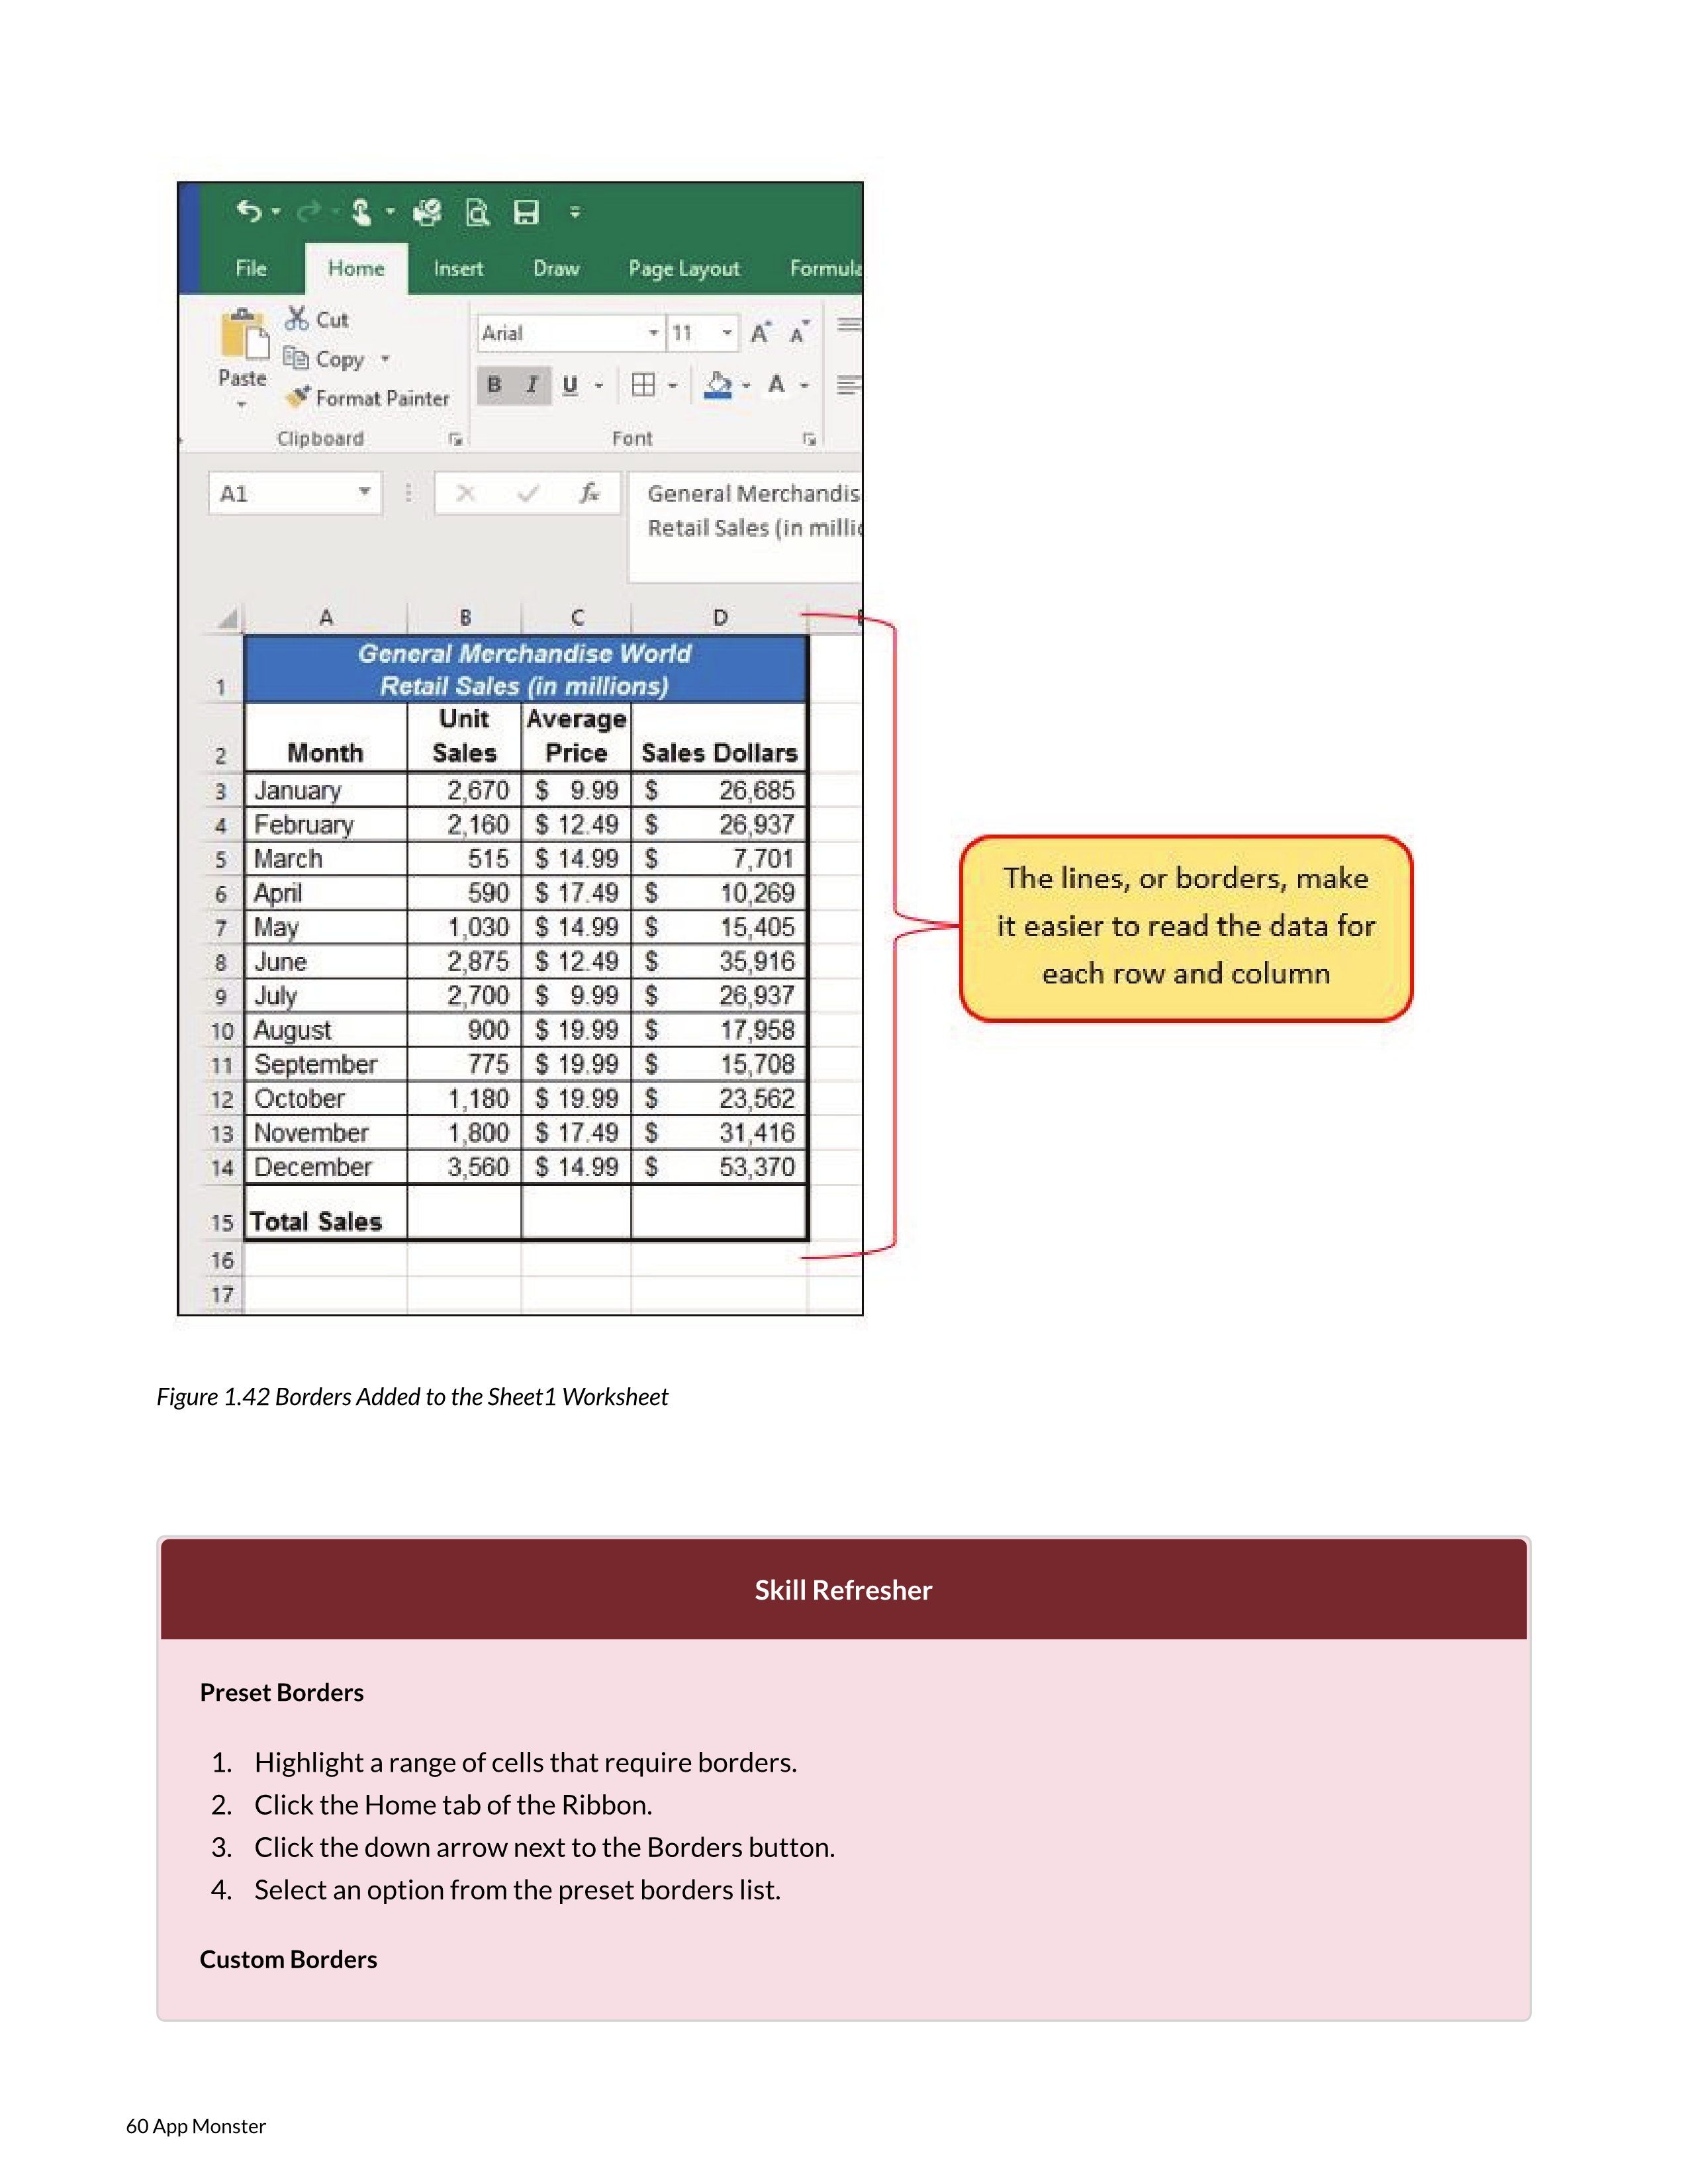 File Home Insert Draw Page Layout Formula
Cut
Copy
Paste
Format Painter
Clipboard
Arial 11 A A
B I U A
Font
A1 fx General Merchandis
Retail Sales (in millio
A B C D
1 General Merchandise World
Retail Sales (in millions)
2 Month Unit Sales Average Price Sales Dollars
3 January 2,670 $ 9.99 $ 26,685
4 February 2,160 $ 12.49 $ 26,937
5 March 515 $ 14.99 $ 7,701
6 April 590 $ 17.49 $ 10,269
7 May 1,030 $ 14.99 $ 15,405
8 June 2,875 $ 12.49 $ 35,916
9 July 2,700 $ 9.99 $ 26,937
10 August 900 $ 19.99 $ 17,958
11 September 775 $ 19.99 $ 15,708
12 October 1,180 $ 19.99 $ 23,562
13 November 1,800 $ 17.49 $ 31,416
14 December 3,560 $ 14.99 $ 53,370
15 Total Sales
16
17
The lines, or borders, make
it easier to read the data for
each row and column
Figure 1.42 Borders Added to the Sheet1 Worksheet
Skill Refresher
Preset Borders
1. Highlight a range of cells that require borders.
2. Click the Home tab of the Ribbon.
3. Click the down arrow next to the Borders button.
4. Select an option from the preset borders list.
Custom Borders
60 App Monster